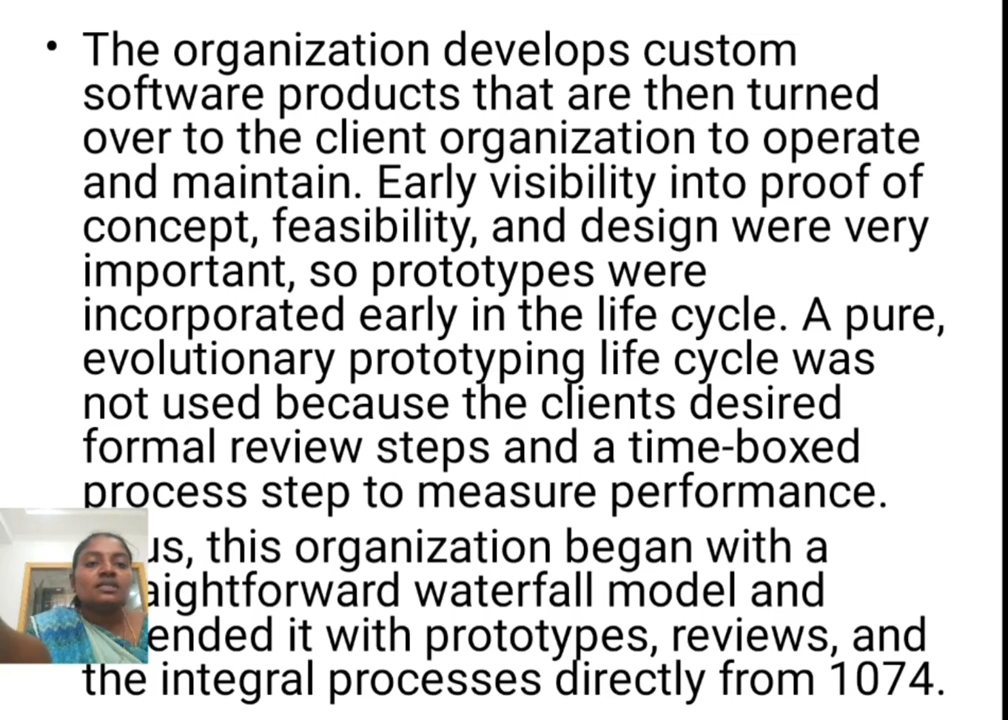 • The organization develops custom
software products that are then turned
over to the client organization to operate
and maintain. Early visibility into proof of
concept, feasibility, and design were very
important, so prototypes were
incorporated early in the life cycle. A pure,
evolutionary prototyping life cycle was
not used because the clients desired
formal review steps and a time-boxed
process step to measure performance.
this organization began with a
waterfall model and
it with prototypes, reviews, and
the integral processes directly from 1074.